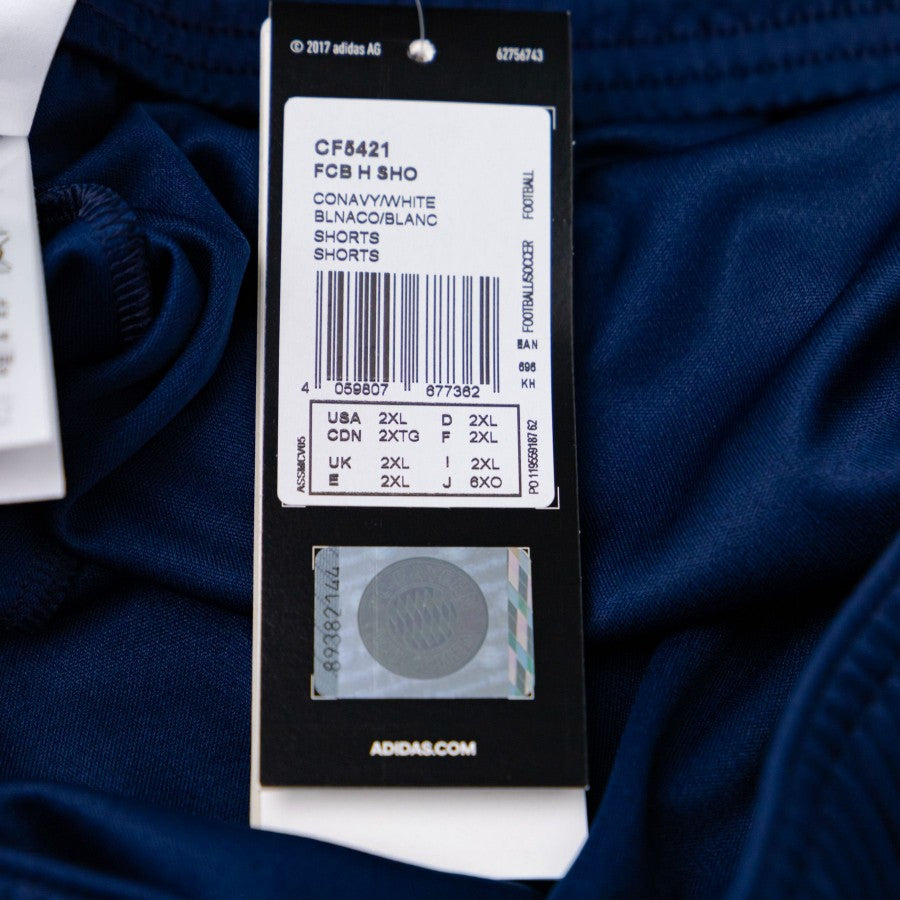 © 2017 adidas AG
62756743
CF5421
FCB H SHO
CONAVY/WHITE
BLNACO/BLANC
SHORTS
SHORTS
FOOTBALL/SOCCER FOOTBALL
EAN
696
KH
4 059807 677362
USA 2XL D 2XL
CDN 2XTG F 2XL
UK 2XL I 2XL
E 2XL J 6XO
ASSMCV05
PO 119559187 62
89382144
ADIDAS.COM